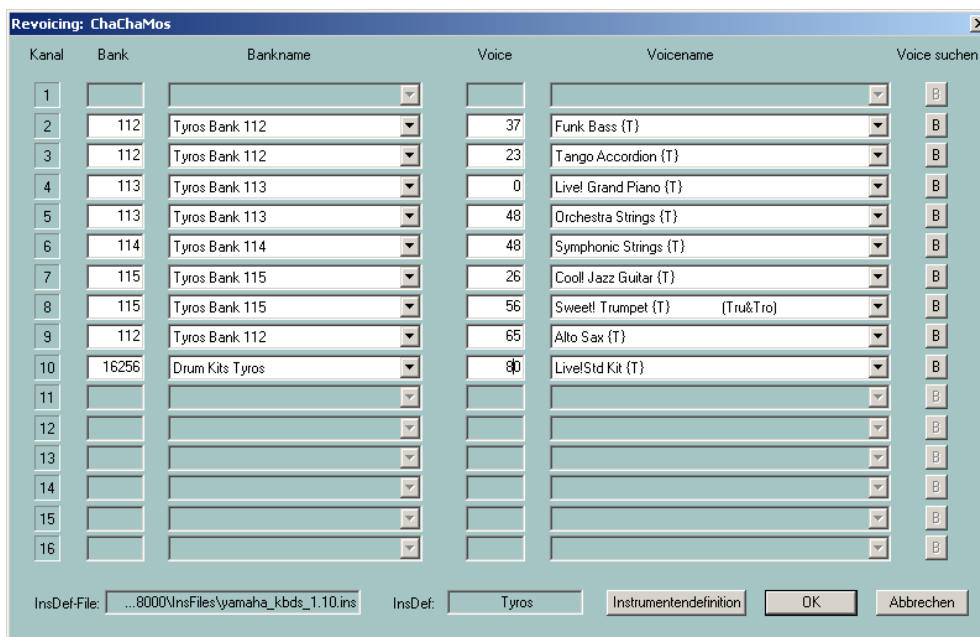 Revoicing: ChaChaMos
Kanal Bank Bankname Voice Voicename Voice suchen
1 B
2 112 Tyros Bank 112 37 Funk Bass {T} B
3 112 Tyros Bank 112 23 Tango Accordion {T} B
4 113 Tyros Bank 113 0 Live! Grand Piano {T} B
5 113 Tyros Bank 113 48 Orchestra Strings {T} B
6 114 Tyros Bank 114 48 Symphonic Strings {T} B
7 115 Tyros Bank 115 26 Cool! Jazz Guitar {T} B
8 115 Tyros Bank 115 56 Sweet! Trumpet {T} (Tru&Tro) B
9 112 Tyros Bank 112 65 Alto Sax {T} B
10 16256 Drum Kits Tyros 80 Live!Std Kit {T} B
11 B
12 B
13 B
14 B
15 B
16 B
InsDef-File: ...8000\InsFiles\yamaha_kbds_1.10.ins InsDef: Tyros Instrumentendefinition OK Abbrechen